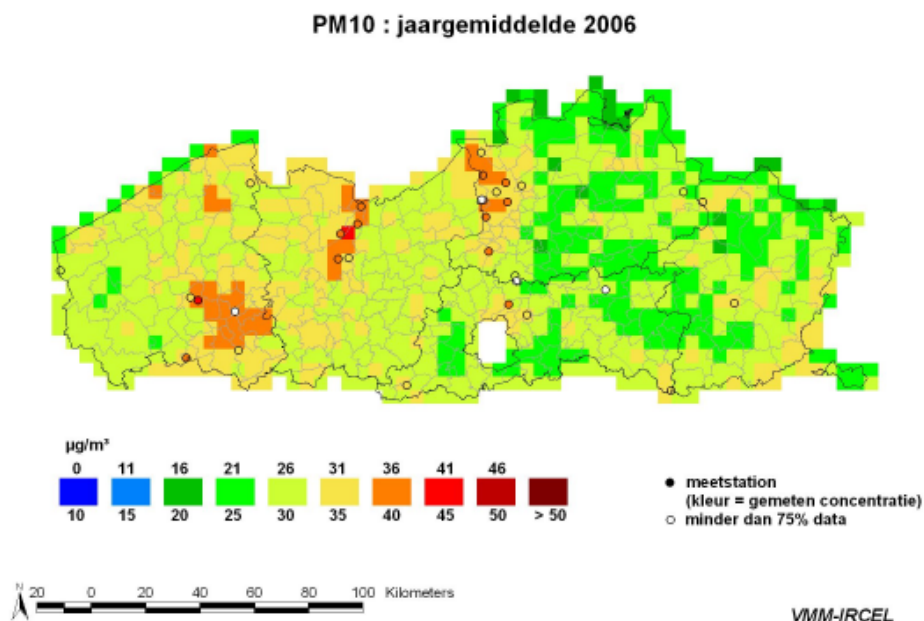 PM10 : jaargemiddelde 2006
µg/m³
0 11 16 21 26 31 36 41 46
10 15 20 25 30 35 40 45 50 > 50
meetstation
(kleur = gemeten concentratie)
minder dan 75% data
N
20 0 20 40 60 80 100 Kilometers
VMM-IRCEL